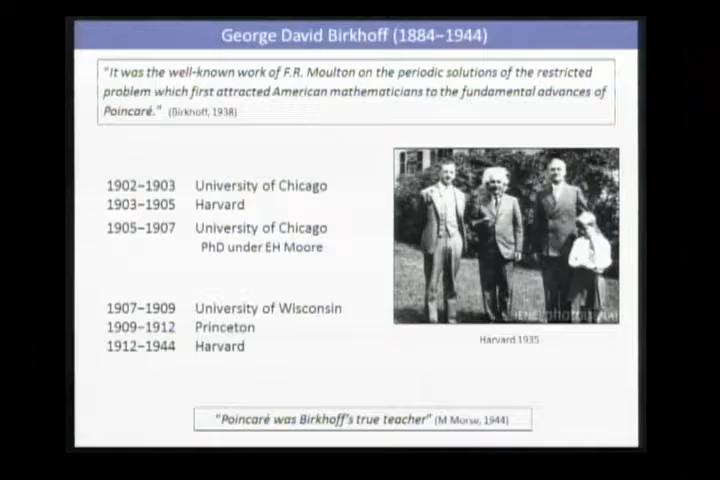 George David Birkhoff (1884–1944)
"It was the well-known work of F.R. Moulton on the periodic solutions of the restricted
problem which first attracted American mathematicians to the fundamental advances of
Poincaré." (Birkhoff, 1938)
1902–1903 University of Chicago
1903–1905 Harvard
1905–1907 University of Chicago
PhD under EH Moore
1907–1909 University of Wisconsin
1909–1912 Princeton
1912–1944 Harvard
Harvard 1935
"Poincaré was Birkhoff's true teacher" (M Morse, 1944)